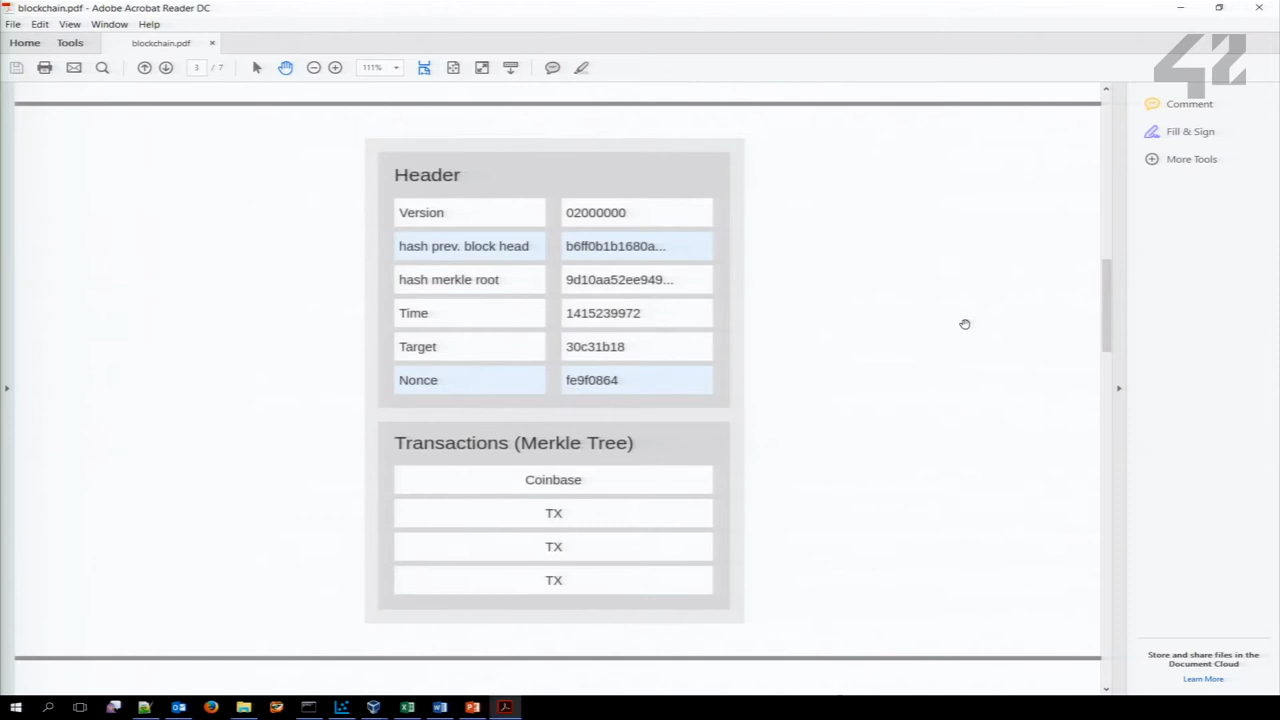 blockchain.pdf - Adobe Acrobat Reader DC
File Edit View Window Help
Home Tools blockchain.pdf ×
3 / 7 111%
42
Comment
Fill & Sign
More Tools
Header
Version 02000000
hash prev. block head b6ff0b1b1680a...
hash merkle root 9d10aa52ee949...
Time 1415239972
Target 30c31b18
Nonce fe9f0864
Transactions (Merkle Tree)
Coinbase
TX
TX
TX
Store and share files in the
Document Cloud
Learn More